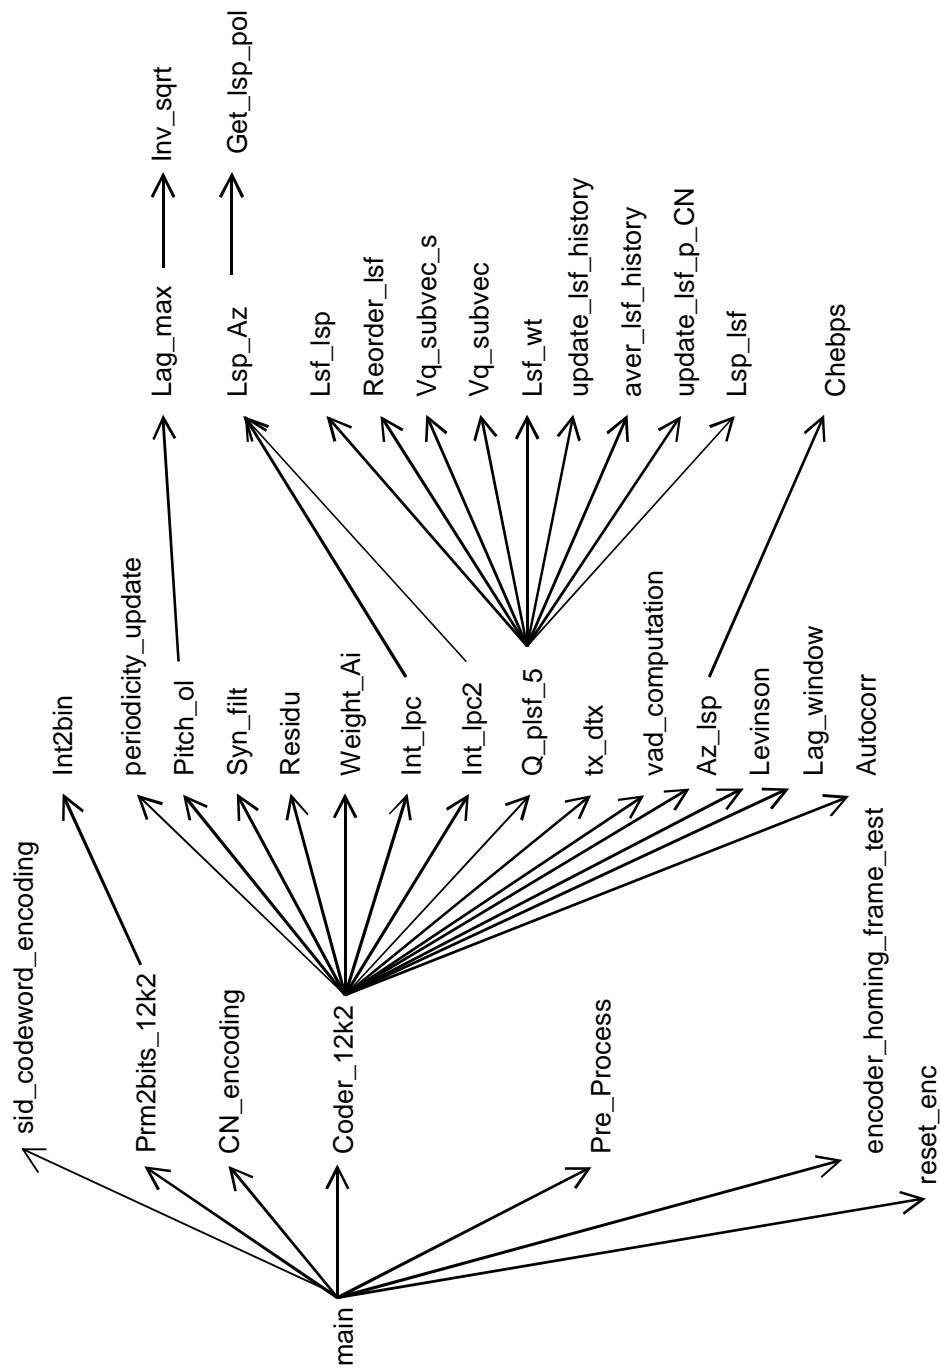 main
sid_codeword_encoding
Prm2bits_12k2
CN_encoding
Coder_12k2
Pre_Process
encoder_homing_frame_test
reset_enc
Int2bin
periodicity_update
Pitch_ol
Syn_filt
Residu
Weight_Ai
Int_lpc
Int_lpc2
Q_plsf_5
tx_dtx
vad_computation
Az_lsp
Levinson
Lag_window
Autocorr
Lag_max
Lsp_Az
Lsf_lsp
Reorder_lsf
Vq_subvec_s
Vq_subvec
Lsf_wt
update_lsf_history
aver_lsf_history
update_lsf_p_CN
Lsp_lsf
Chebps
Inv_sqrt
Get_lsp_pol